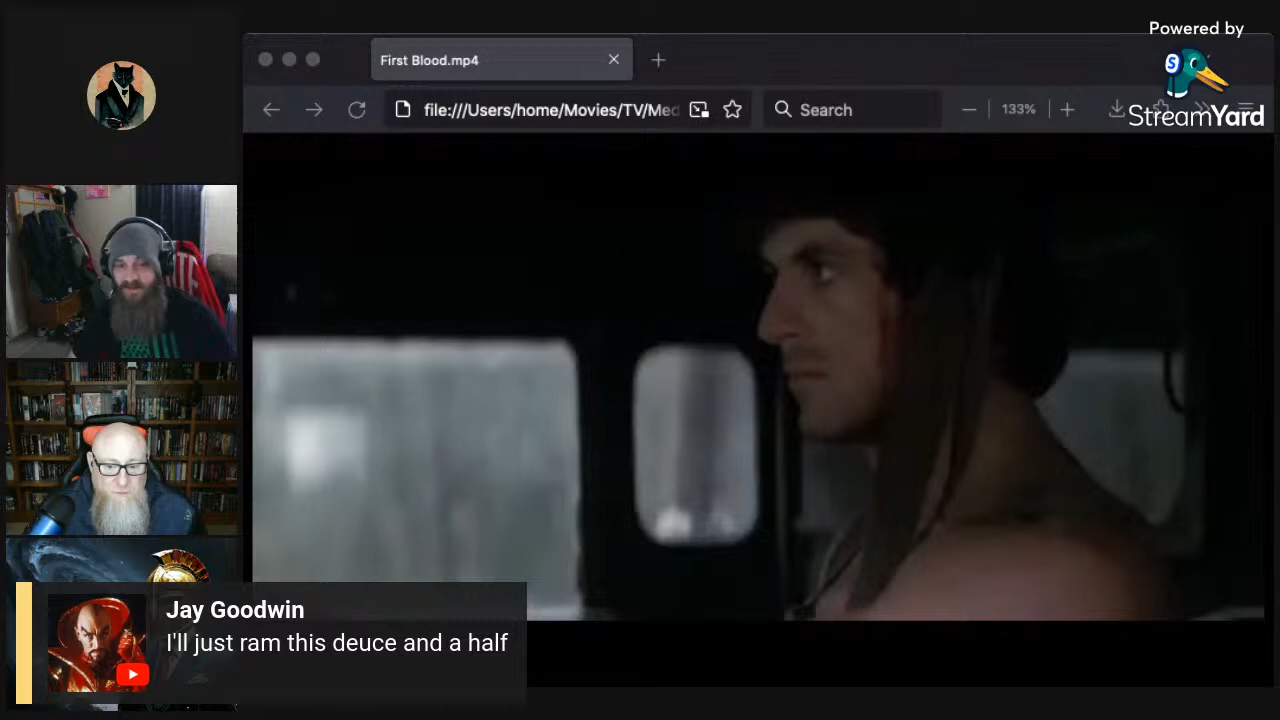 Powered by
StreamYard
First Blood.mp4
file:///Users/home/Movies/TV/Med
Search
133%
Jay Goodwin
I'll just ram this deuce and a half